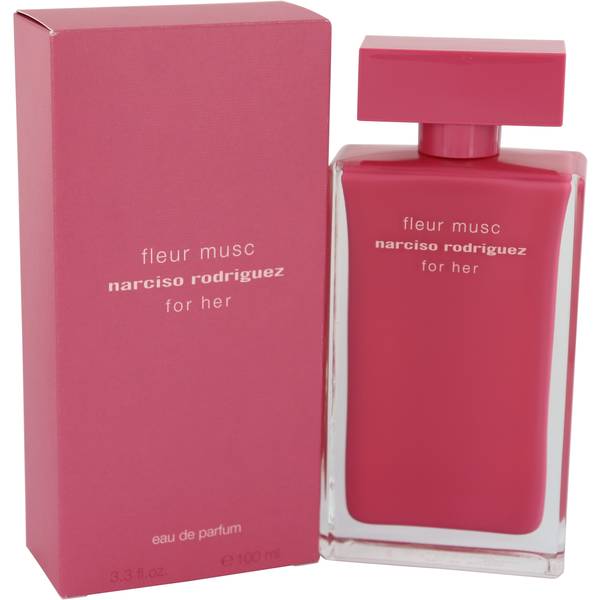 fleur musc
narciso rodriguez
for her
eau de parfum
3.3 fl.oz. e 100 ml
fleur musc
narciso rodriguez
for her